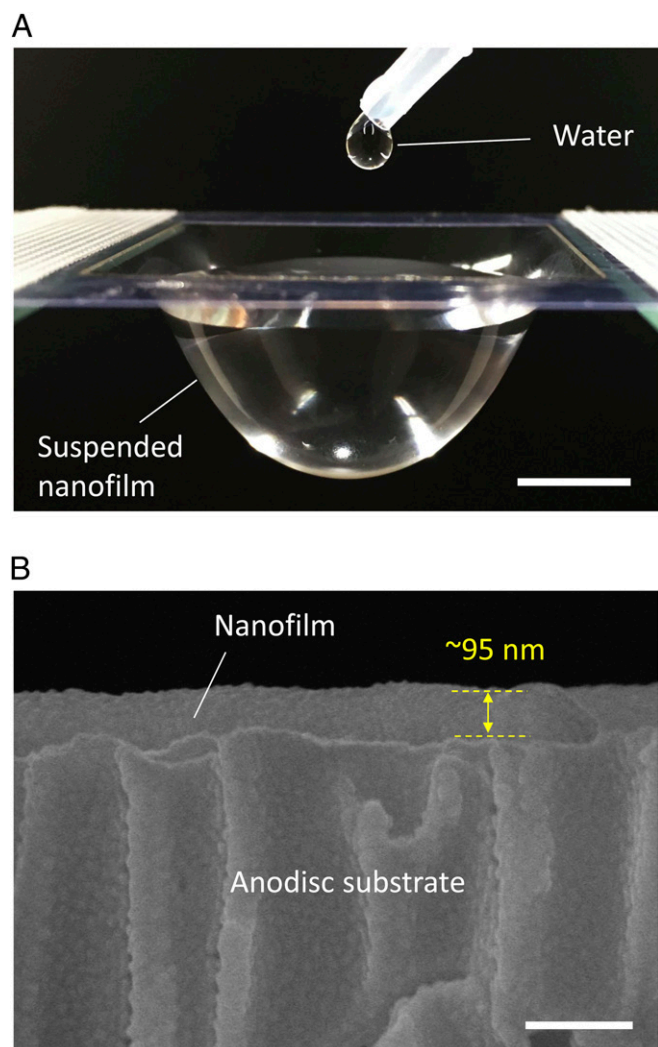 A
Water
Suspended
nanofilm
B
Nanofilm
~95 nm
Anodisc substrate